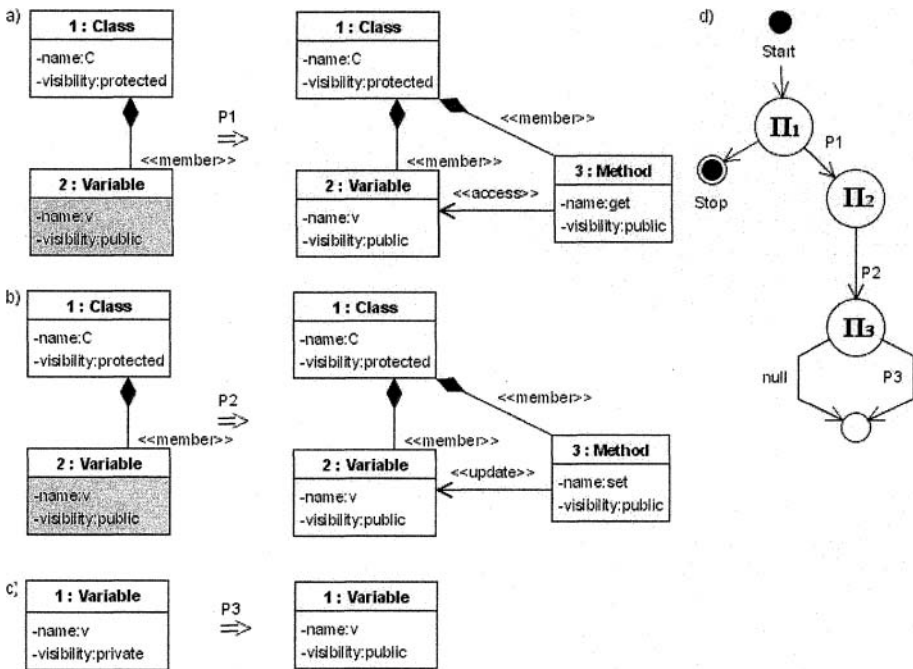 a)
1 : Class
-name:C
-visibility:protected
<<member>>
2 : Variable
-name:v
-visibility:public
P1
1 : Class
-name:C
-visibility:protected
<<member>>
<<member>>
2 : Variable
-name:v
-visibility:public
<<access>>
3 : Method
-name:get
-visibility:public
b)
1 : Class
-name:C
-visibility:protected
<<member>>
2 : Variable
-name:v
-visibility:public
P2
1 : Class
-name:C
-visibility:protected
<<member>>
<<member>>
2 : Variable
-name:v
-visibility:public
<<update>>
3 : Method
-name:set
-visibility:public
c)
1 : Variable
-name:v
-visibility:private
P3
1 : Variable
-name:v
-visibility:public
d)
Start
Π1
P1
Stop
Π2
P2
Π3
null
P3